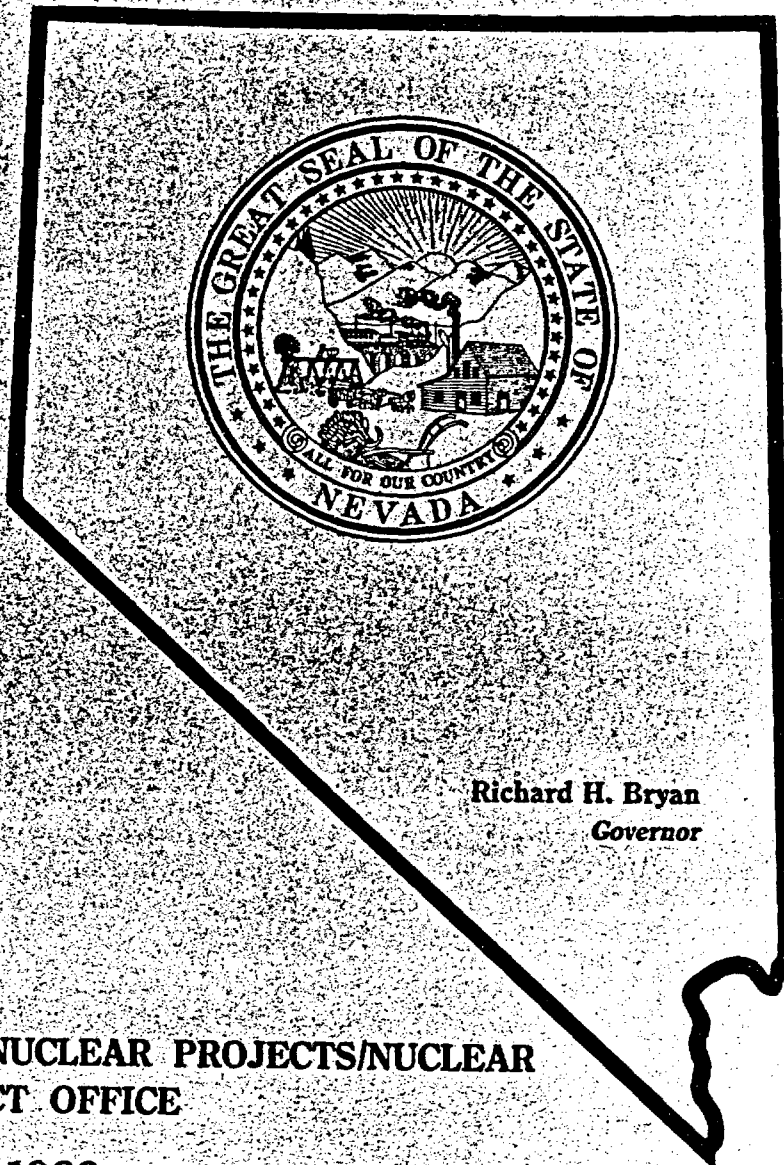 THE GREAT SEAL OF THE STATE OF
NEVADA
ALL FOR OUR COUNTRY
Richard H. Bryan
Governor
NUCLEAR PROJECTS/NUCLEAR
OFFICE